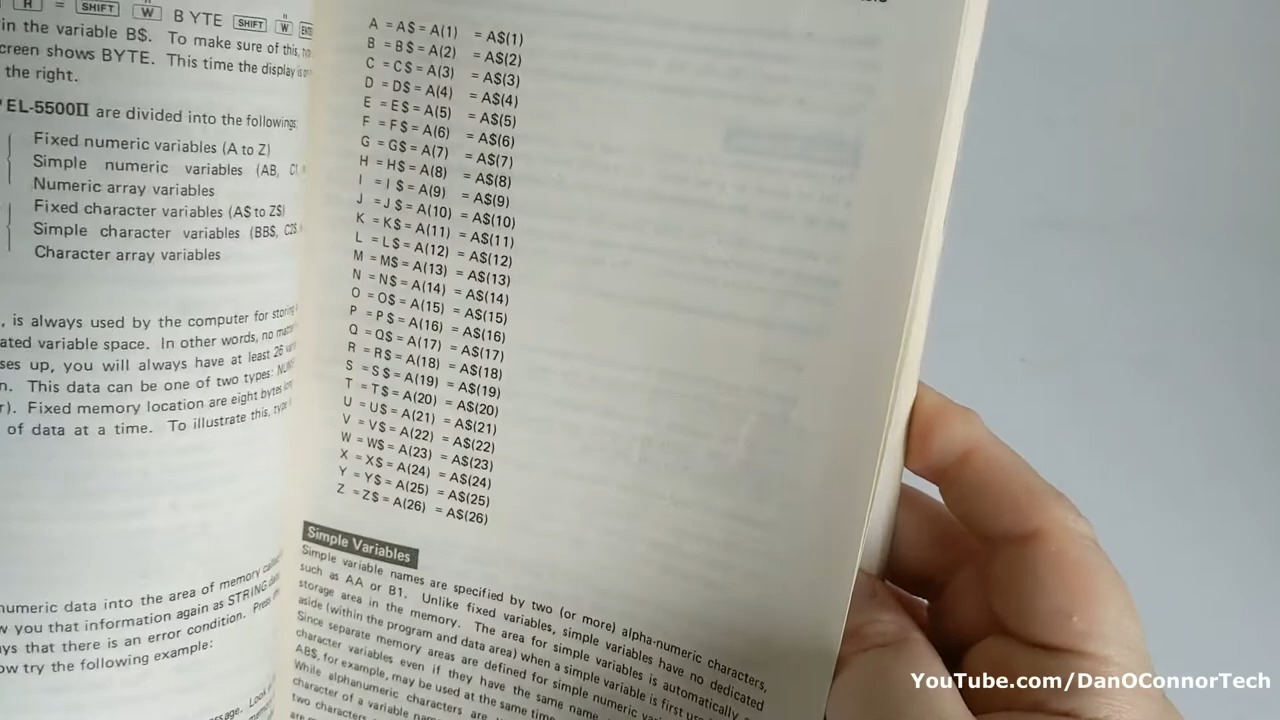 H = SHIFT W BYTE SHIFT W
in the variable B$. To make sure of this,
creen shows BYTE. This time the display is
the right.
EL-5500II are divided into the following
Fixed numeric variables (A to Z)
Simple numeric variables (AB, C1,
Numeric array variables
Fixed character variables (A$ to Z$)
Simple character variables (BB$, C2$,
Character array variables
, is always used by the computer for storing
ated variable space. In other words, no
ses up, you will always have at least 26
n. This data can be one of two types:
r). Fixed memory location are eight bytes
of data at a time. To illustrate this,
numeric data into the area of memory
w you that information again as STRING
ays that there is an error condition. Press
ow try the following example:
A = A$ = A(1) = A$(1)
B = B$ = A(2) = A$(2)
C = C$ = A(3) = A$(3)
D = D$ = A(4) = A$(4)
E = E$ = A(5) = A$(5)
F = F$ = A(6) = A$(6)
G = G$ = A(7) = A$(7)
H = H$ = A(8) = A$(8)
I = I$ = A(9) = A$(9)
J = J$ = A(10) = A$(10)
K = K$ = A(11) = A$(11)
L = L$ = A(12) = A$(12)
M = M$ = A(13) = A$(13)
N = N$ = A(14) = A$(14)
O = O$ = A(15) = A$(15)
P = P$ = A(16) = A$(16)
Q = Q$ = A(17) = A$(17)
R = R$ = A(18) = A$(18)
S = S$ = A(19) = A$(19)
T = T$ = A(20) = A$(20)
U = U$ = A(21) = A$(21)
V = V$ = A(22) = A$(22)
W = W$ = A(23) = A$(23)
X = X$ = A(24) = A$(24)
Y = Y$ = A(25) = A$(25)
Z = Z$ = A(26) = A$(26)
Simple Variables
Simple variable names are specified by two (or more) alpha-numeric characters,
such as AA or B1. Unlike fixed variables, simple variables have no dedicated
storage area in the memory. The area for simple variables is automatically
aside (within the program and data area) when a simple variable is first
Since separate memory areas are defined for simple numeric
character variables even if they have the same name,
AB$, for example, may be used at the same time
While alphanumeric characters are
character of a variable
two characters
YouTube.com/DanOConnorTech